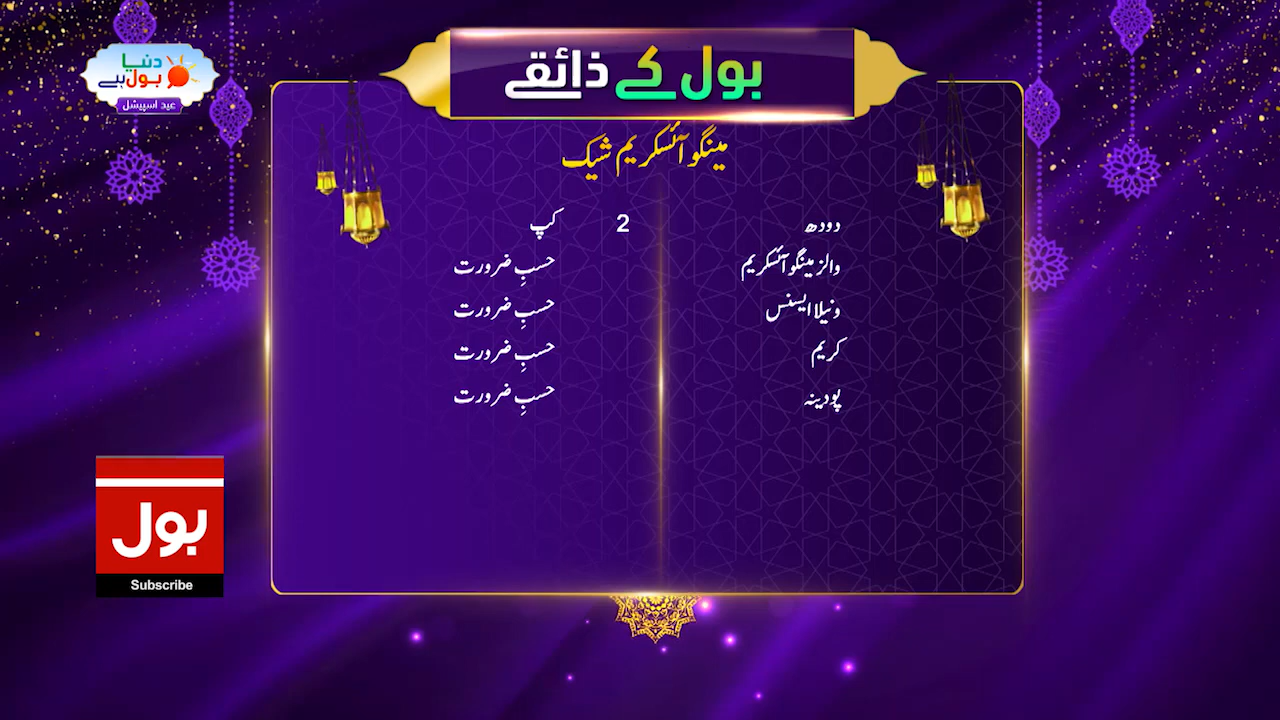 دنیا
بول ہے
عید اسپیشل
بول کے ذائقے
مینگو آئسکریم شیک
دودھ 2 کپ
والز مینگو آئسکریم حسبِ ضرورت
ونیلا ایسنس حسبِ ضرورت
کریم حسبِ ضرورت
پودینہ حسبِ ضرورت
بول
Subscribe